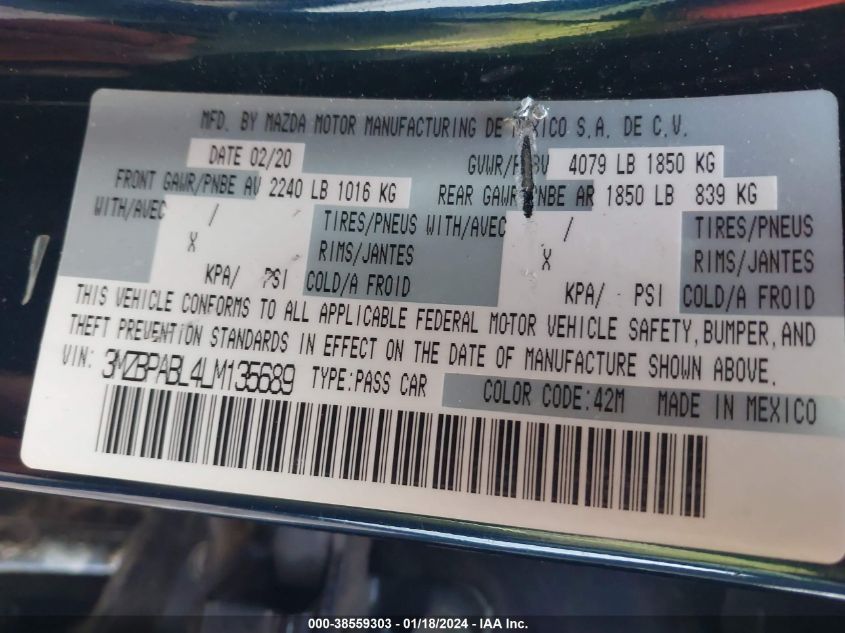 MFD. BY MAZDA MOTOR MANUFACTURING DE MEXICO S.A. DE C.V.
DATE 02/20 GVWR/PNBV 4079 LB 1850 KG
FRONT GAWR/PNBE AV 2240 LB 1016 KG REAR GAWR/PNBE AR 1850 LB 839 KG
WITH/AVEC / TIRES/PNEUS WITH/AVEC / TIRES/PNEUS
X RIMS/JANTES X RIMS/JANTES
KPA/ PSI COLD/A FROID KPA/ - PSI COLD/A FROID
THIS VEHICLE CONFORMS TO ALL APPLICABLE FEDERAL MOTOR VEHICLE SAFETY, BUMPER, AND
THEFT PREVENTION STANDARDS IN EFFECT ON THE DATE OF MANUFACTURE SHOWN ABOVE.
VIN: 3MZBPABL4LM135689 TYPE:PASS CAR COLOR CODE:42M MADE IN MEXICO
000-38559303 - 01/18/2024 - IAA Inc.